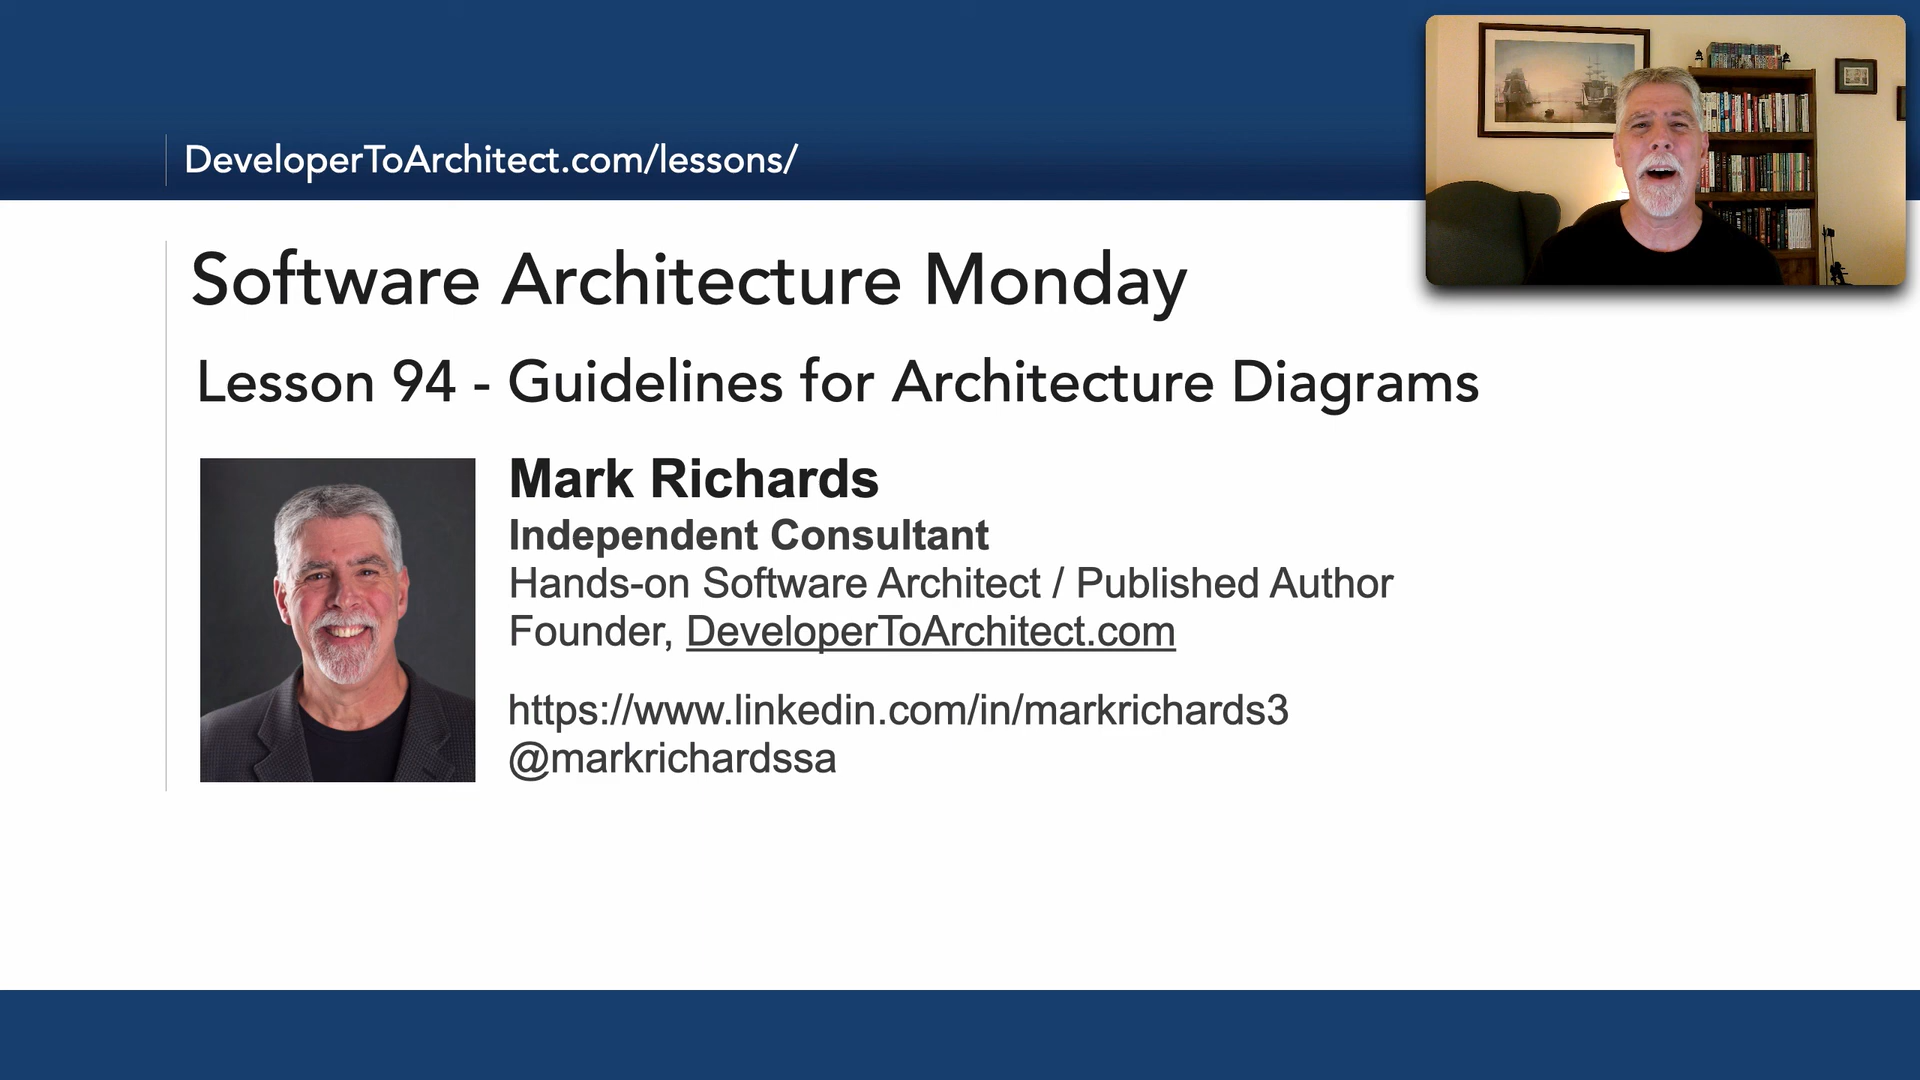 DeveloperToArchitect.com/lessons/
Software Architecture Monday
Lesson 94 - Guidelines for Architecture Diagrams
Mark Richards
Independent Consultant
Hands-on Software Architect / Published Author
Founder, DeveloperToArchitect.com
https://www.linkedin.com/in/markrichards3
@markrichardssa